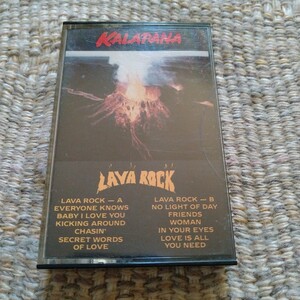 KALAPANA
LAVA ROCK
LAVA ROCK — A
EVERYONE KNOWS
BABY I LOVE YOU
KICKING AROUND
CHASIN'
SECRET WORDS
OF LOVE
LAVA ROCK — B
NO LIGHT OF DAY
FRIENDS
WOMAN
IN YOUR EYES
LOVE IS ALL
YOU NEED